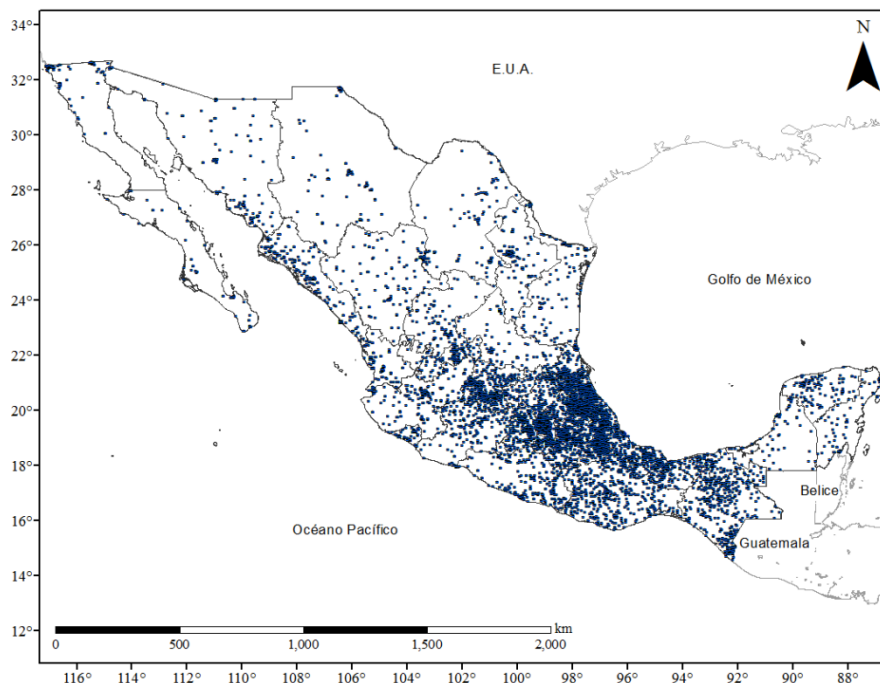 34°
N
E.U.A.
32°
30°
28°
26°
Golfo de México
24°
22°
20°
18°
Belice
16°
Océano Pacífico
Guatemala
14°
12°
km
0 500 1,000 1,500 2,000
116° 114° 112° 110° 108° 106° 104° 102° 100° 98° 96° 94° 92° 90° 88°